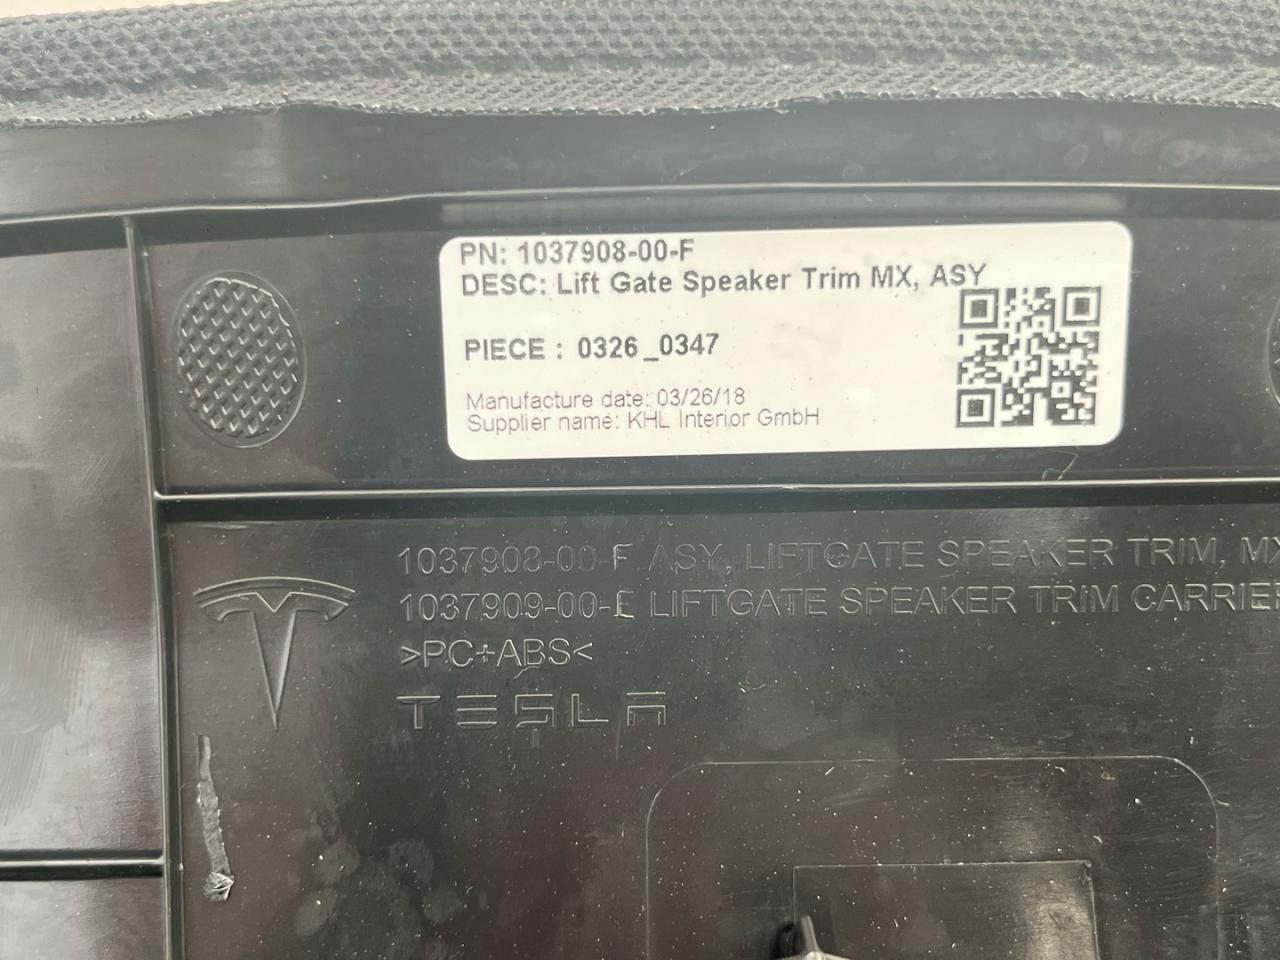 PN: 1037908-00-F
DESC: Lift Gate Speaker Trim MX, ASY
PIECE : 0326_0347
Manufacture date: 03/26/18
Supplier name: KHL Interior GmbH
1037908-00-F ASY, LIFTGATE SPEAKER TRIM, MX
1037909-00-E LIFTGATE SPEAKER TRIM CARRIER
>PC+ABS<
TESLA